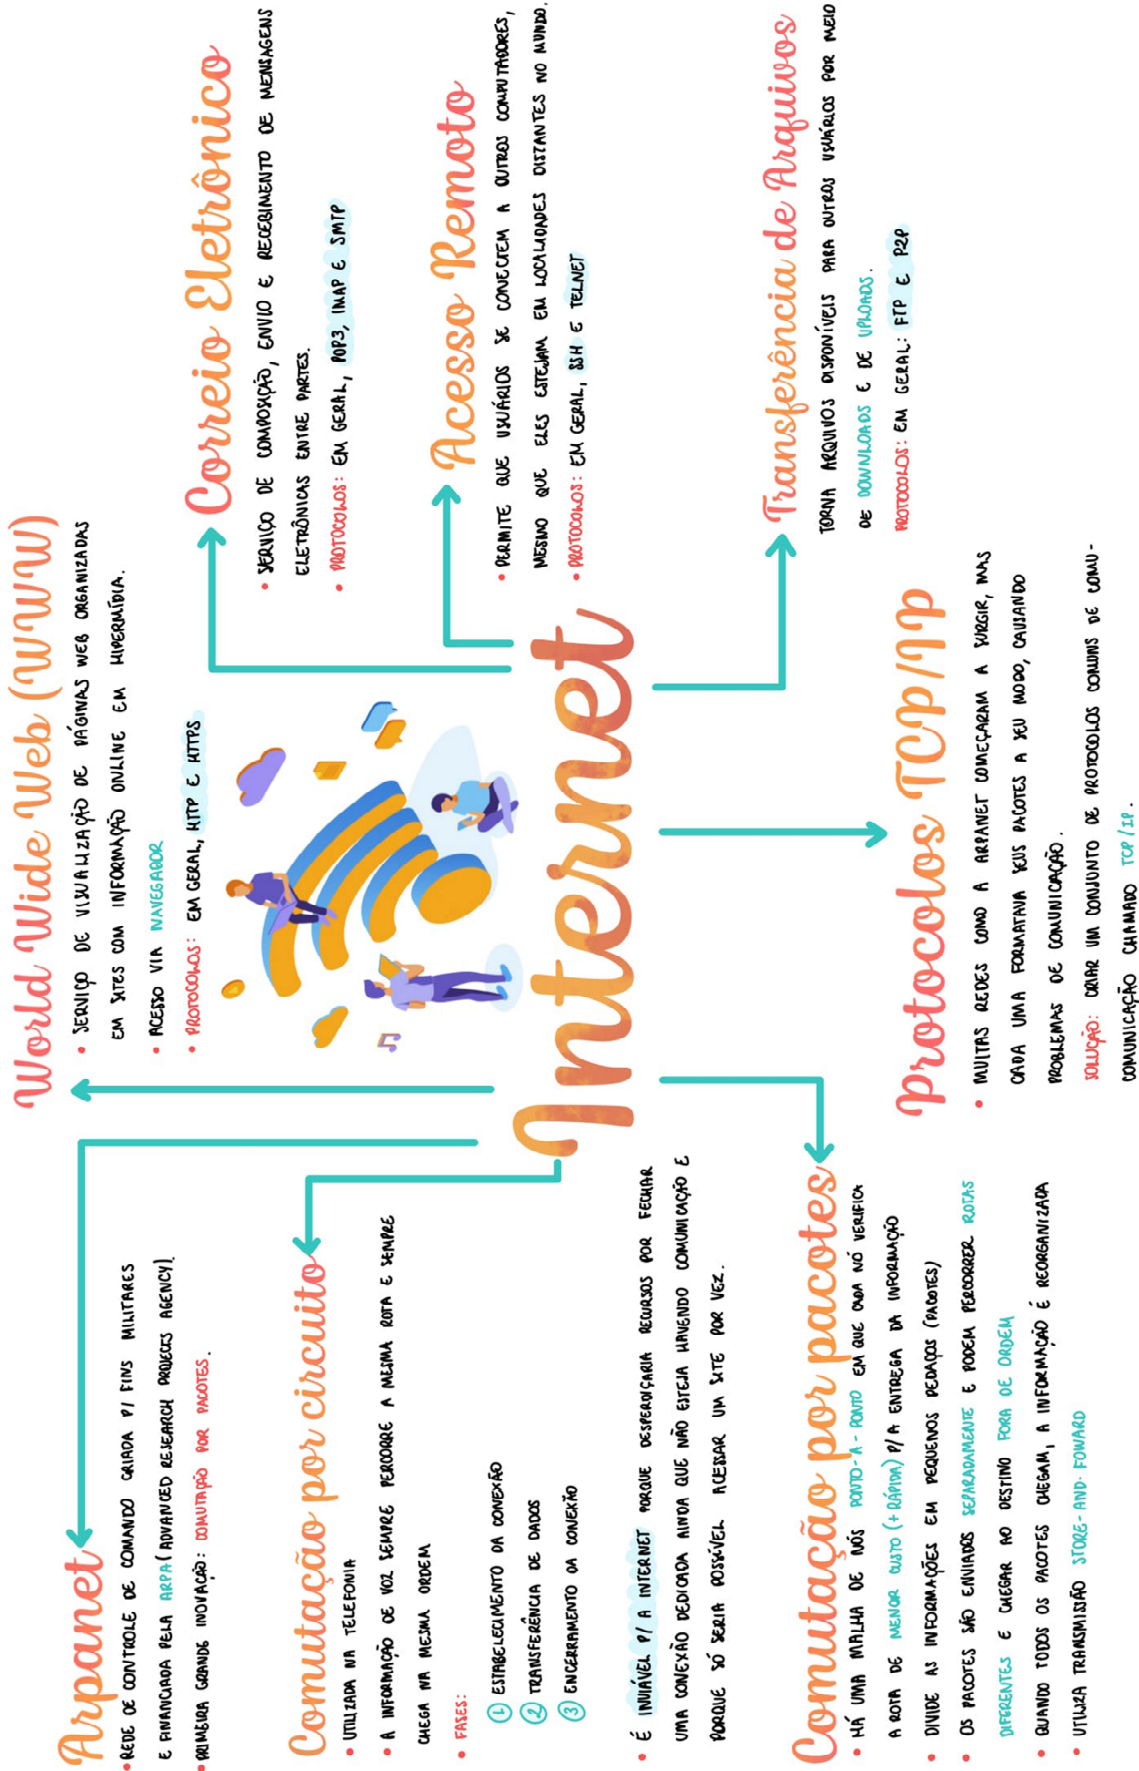 Arpanet
• REDE DE CONTROLE DE COMANDO CRIADA P/ FINS MILITARES
E FINANCIADA PELA ARPA (ADVANCED RESEARCH PROJECTS AGENCY).
• PRIMEIRA GRANDE INOVAÇÃO: COMUTAÇÃO POR PACOTES.
World Wide Web (WWW)
• SERVIÇO DE VISUALIZAÇÃO DE PÁGINAS WEB ORGANIZADAS
EM SITES COM INFORMAÇÃO ONLINE EM HIPERMÍDIA.
• ACESSO VIA NAVEGADOR
• PROTOCOLOS: EM GERAL, HTTP E HTTPS
Correio Eletrônico
• SERVICO DE COMPOSIÇÃO, ENVIO E RECEBIMENTO DE MENSAGENS
ELETRÔNICAS ENTRE PARTES.
• PROTOCOLOS: EM GERAL, POP3, IMAP E SMTP
Comutação por circuito
• UTILIZADA NA TELEFONIA
• A INFORMAÇÃO DE VOZ SEMPRE PERCORRE A MESMA ROTA E SEMPRE
CHEGA NA MESMA ORDEM
• FASES:
1 ESTABELECIMENTO DA CONEXÃO
2 TRANSFERÊNCIA DE DADOS
3 ENCERRAMENTO DA CONEXÃO
• É INVIÁVEL P/ A INTERNET PORQUE DESPERDIÇARIA RECURSOS POR FECHAR
UMA CONEXÃO DEDICADA AINDA QUE NÃO ESTEJA HAVENDO COMUNICAÇÃO E
PORQUE SÓ SERIA POSSÍVEL ACESSAR UM SITE POR VEZ.
Internet
Acesso Remoto
• PERMITE QUE USUÁRIOS SE CONECTEM A OUTROS COMPUTADORES,
MESMO QUE ELES ESTEJAM EM LOCALIDADES DISTANTES NO MUNDO.
• PROTOCOLOS: EM GERAL, SSH E TELNET
Transferência de Arquivos
TORNA ARQUIVOS DISPONÍVEIS PARA OUTROS USUÁRIOS POR MEIO
DE DOWNLOADS E DE UPLOADS.
PROTOCOLOS: EM GERAL: FTP E P2P
Comutação por pacotes
• HÁ UMA MALHA DE NÓS PONTO-A-PONTO EM QUE CADA NÓ VERIFICA
A ROTA DE MENOR CUSTO (+ RÁPIDA) P/ A ENTREGA DA INFORMAÇÃO
• DIVIDE AS INFORMAÇÕES EM PEQUENOS PEDAÇOS (PACOTES)
• OS PACOTES SÃO ENVIADOS SEPARADAMENTE E PODEM PERCORRER ROTAS
DIFERENTES E CHEGAR AO DESTINO FORA DE ORDEM
• QUANDO TODOS OS PACOTES CHEGAM, A INFORMAÇÃO É REORGANIZADA
• UTILIZA TRANSMISSÃO STORE-AND-FOWARD
Protocolos TCP/IP
• MUITAS REDES COMO A ARPANET COMEÇARAM A SURGIR, MAS
CADA UMA FORMATAVA SEUS PACOTES A SEU MODO, CAUSANDO
PROBLEMAS DE COMUNICAÇÃO.
SOLUÇÃO: CRIAR UM CONJUNTO DE PROTOCOLOS COMUNS DE COMU-
COMUNICAÇÃO CHAMADO TCP/IP.